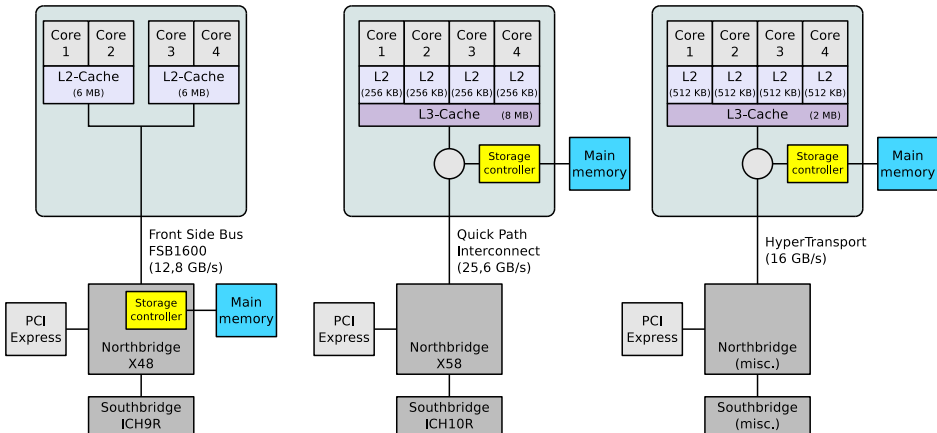 Core
1
Core
2
Core
3
Core
4
L2-Cache
(6 MB)
L2-Cache
(6 MB)
Front Side Bus
FSB1600
(12,8 GB/s)
PCI
Express
Storage
controller
Main
memory
Northbridge
X48
Southbridge
ICH9R
Core
1
Core
2
Core
3
Core
4
L2
(256 KB)
L2
(256 KB)
L2
(256 KB)
L2
(256 KB)
L3-Cache (8 MB)
Storage
controller
Main
memory
Quick Path
Interconnect
(25,6 GB/s)
PCI
Express
Northbridge
X58
Southbridge
ICH10R
Core
1
Core
2
Core
3
Core
4
L2
(512 KB)
L2
(512 KB)
L2
(512 KB)
L2
(512 KB)
L3-Cache (2 MB)
Storage
controller
Main
memory
HyperTransport
(16 GB/s)
PCI
Express
Northbridge
(misc.)
Southbridge
(misc.)